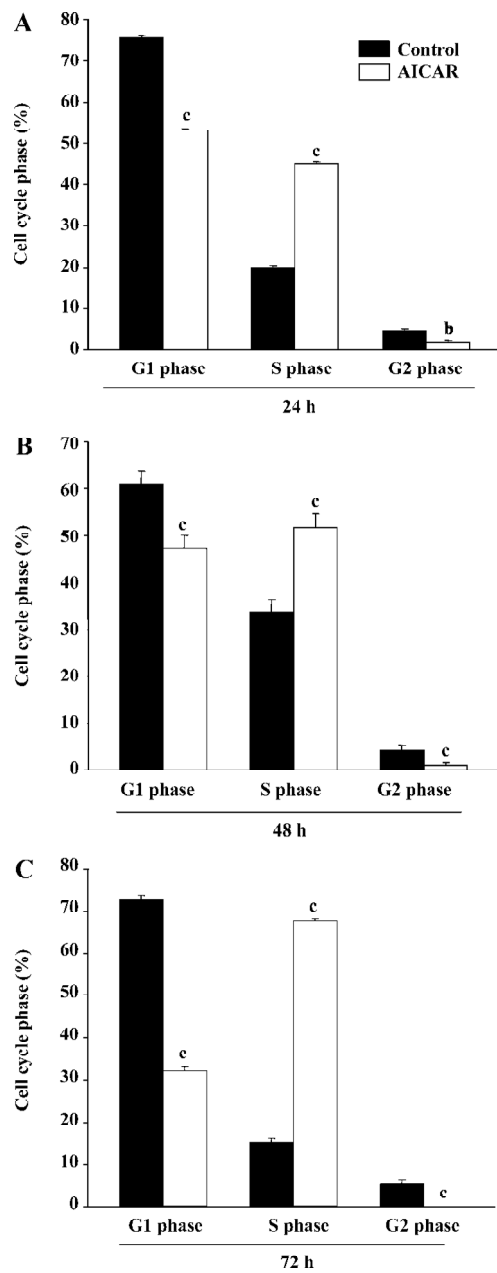 A
80
70
60
50
40
30
20
10
0
Cell cycle phase (%)
Control
AICAR
c
c
b
G1 phase S phase G2 phase
24 h
B
70
60
50
40
30
20
10
0
Cell cycle phase (%)
c
c
c
G1 phase S phase G2 phase
48 h
C
80
70
60
50
40
30
20
10
0
Cell cycle phase (%)
c
c
c
G1 phase S phase G2 phase
72 h